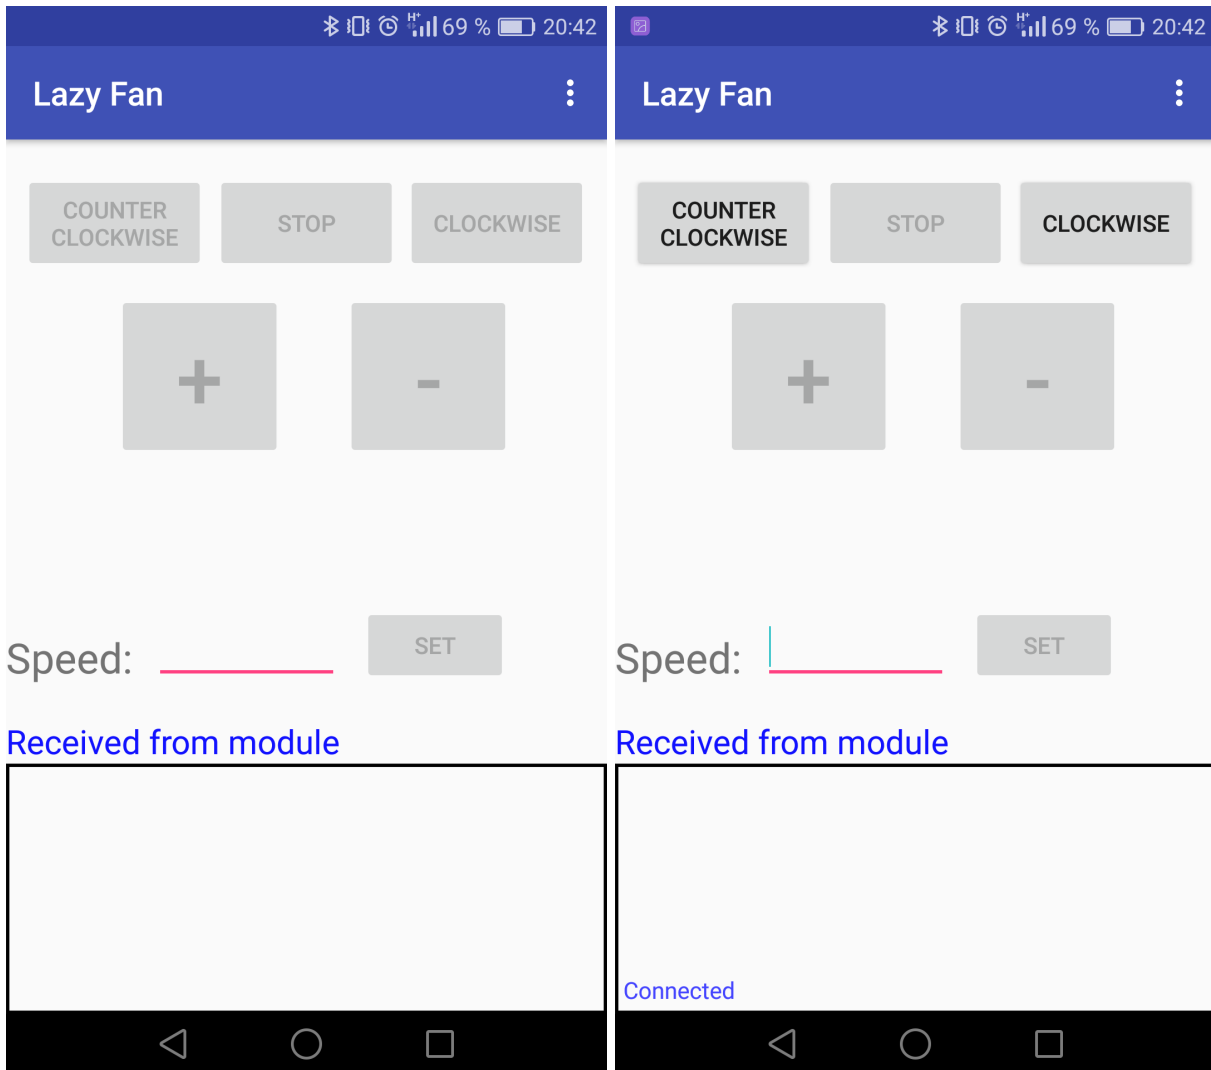 H+ 69 % 20:42
Lazy Fan
COUNTER
CLOCKWISE
STOP
CLOCKWISE
+
-
Speed:
SET
Received from module
H+ 69 % 20:42
Lazy Fan
COUNTER
CLOCKWISE
STOP
CLOCKWISE
+
-
Speed:
SET
Received from module
Connected